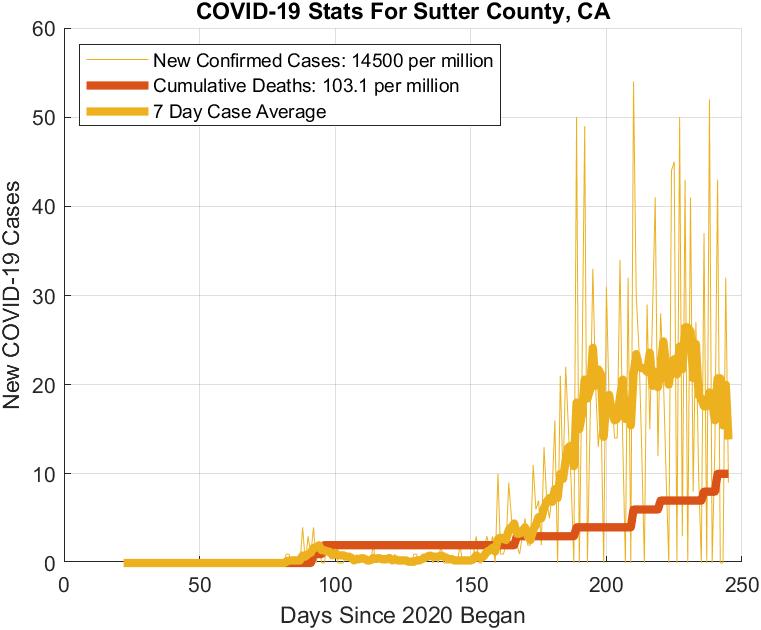 COVID-19 Stats For Sutter County, CA
60
New Confirmed Cases: 14500 per million
Cumulative Deaths: 103.1 per million
7 Day Case Average
50
40
30
20
10
0
New COVID-19 Cases
0 50 100 150 200 250
Days Since 2020 Began